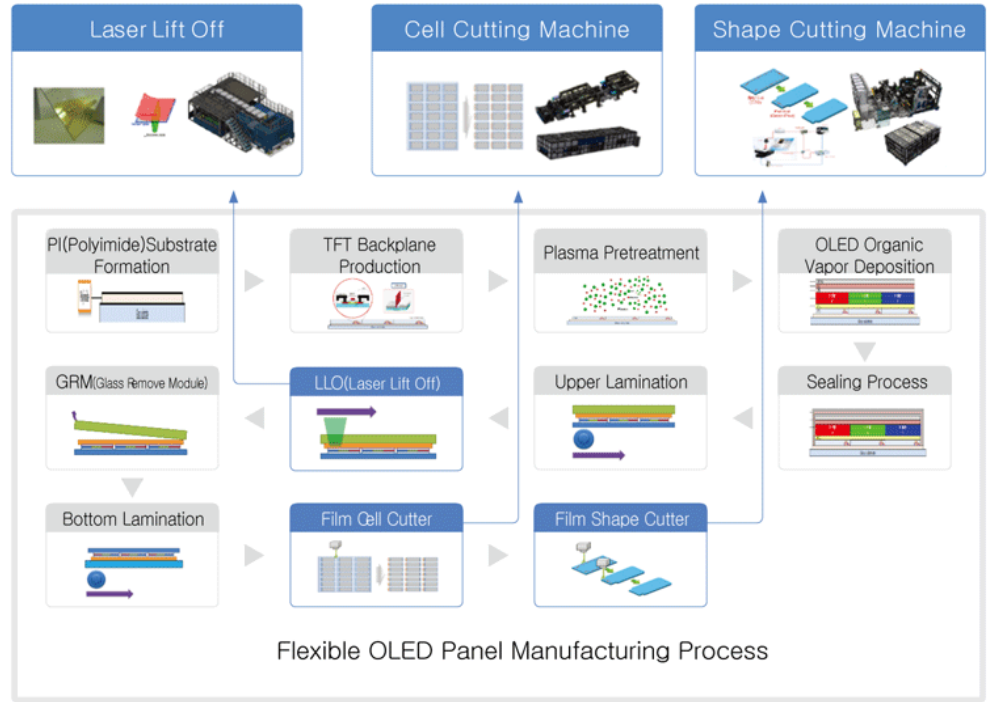 Laser Lift Off
Cell Cutting Machine
Shape Cutting Machine
PI(Polyimide)Substrate
Formation
TFT Backplane
Production
Plasma Pretreatment
OLED Organic
Vapor Deposition
GRM(Glass Remove Module)
LLO(Laser Lift Off)
Upper Lamination
Sealing Process
Bottom Lamination
Film Cell Cutter
Film Shape Cutter
Flexible OLED Panel Manufacturing Process